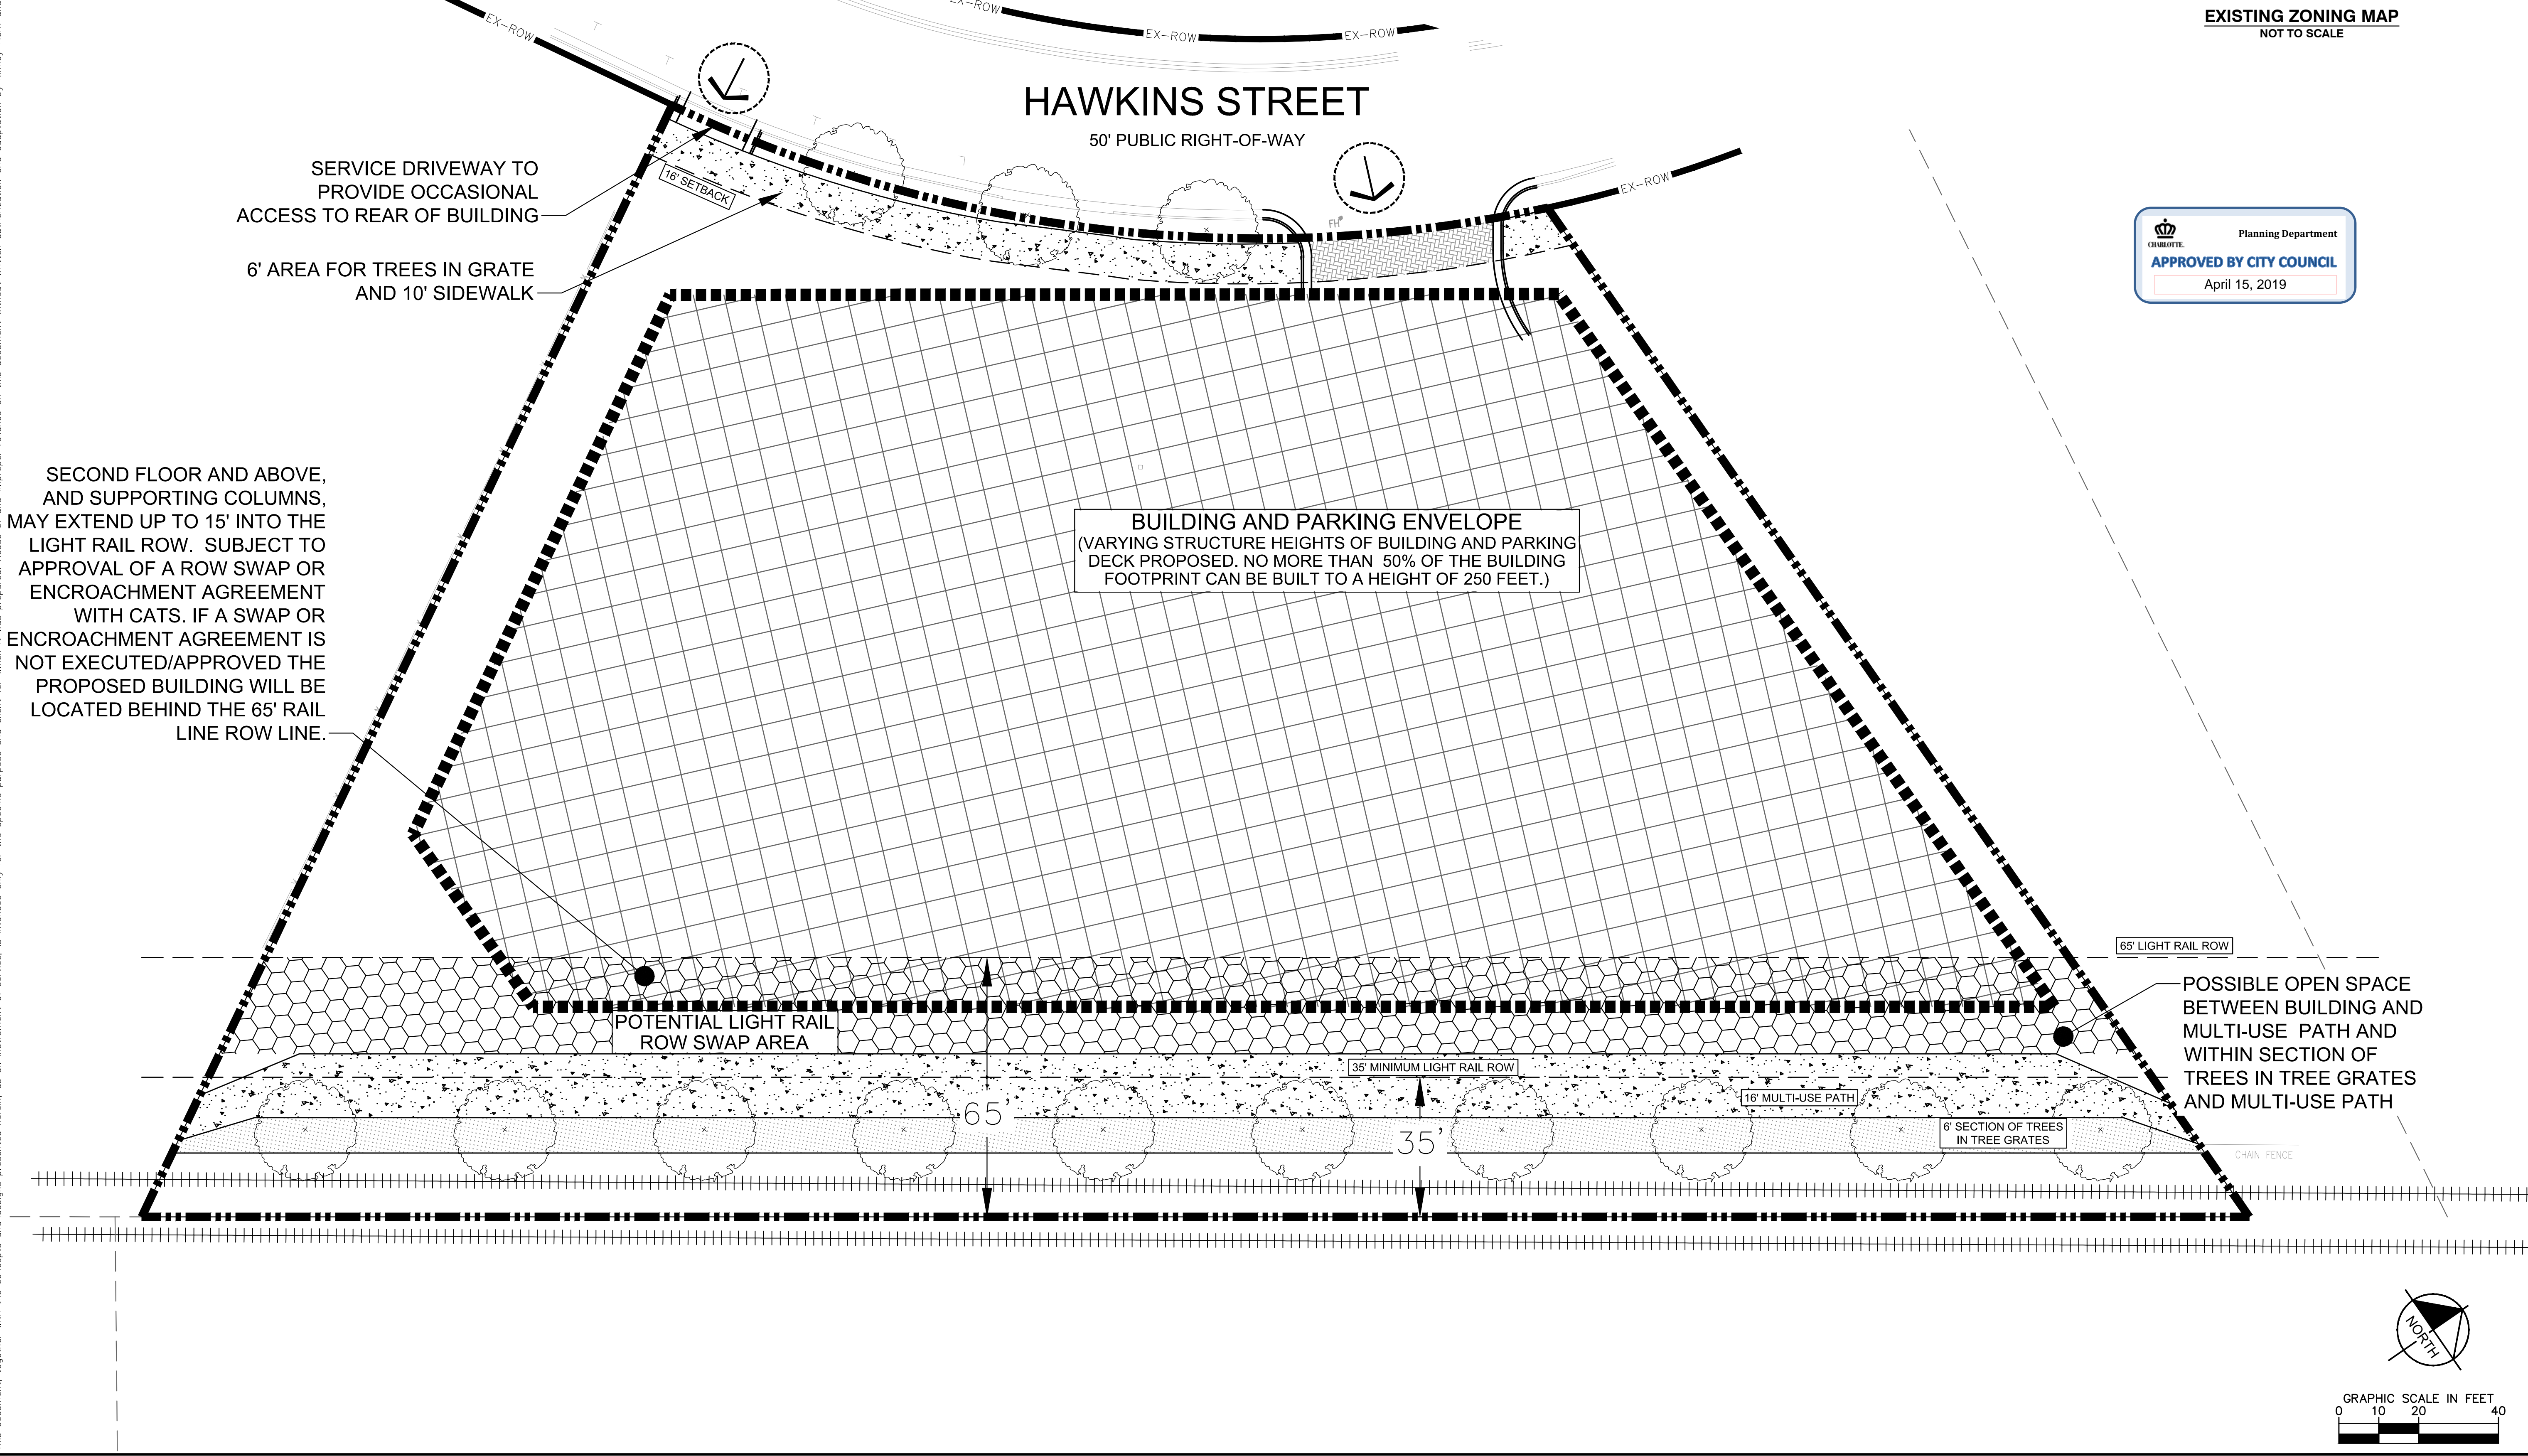 EXISTING ZONING MAP
NOT TO SCALE
EX-ROW
EX-ROW
EX-ROW
EX-ROW
EX-ROW
HAWKINS STREET
50' PUBLIC RIGHT-OF-WAY
SERVICE DRIVEWAY TO
PROVIDE OCCASIONAL
ACCESS TO REAR OF BUILDING
16' SETBACK
6' AREA FOR TREES IN GRATE
AND 10' SIDEWALK
FH
CHARLOTTE.
Planning Department
APPROVED BY CITY COUNCIL
April 15, 2019
SECOND FLOOR AND ABOVE,
AND SUPPORTING COLUMNS,
MAY EXTEND UP TO 15' INTO THE
LIGHT RAIL ROW. SUBJECT TO
APPROVAL OF A ROW SWAP OR
ENCROACHMENT AGREEMENT
WITH CATS. IF A SWAP OR
ENCROACHMENT AGREEMENT IS
NOT EXECUTED/APPROVED THE
PROPOSED BUILDING WILL BE
LOCATED BEHIND THE 65' RAIL
LINE ROW LINE.
BUILDING AND PARKING ENVELOPE
(VARYING STRUCTURE HEIGHTS OF BUILDING AND PARKING
DECK PROPOSED. NO MORE THAN 50% OF THE BUILDING
FOOTPRINT CAN BE BUILT TO A HEIGHT OF 250 FEET.)
65' LIGHT RAIL ROW
POSSIBLE OPEN SPACE
BETWEEN BUILDING AND
MULTI-USE PATH AND
WITHIN SECTION OF
TREES IN TREE GRATES
AND MULTI-USE PATH
POTENTIAL LIGHT RAIL
ROW SWAP AREA
35' MINIMUM LIGHT RAIL ROW
16' MULTI-USE PATH
65'
35'
6' SECTION OF TREES
IN TREE GRATES
CHAIN FENCE
NORTH
GRAPHIC SCALE IN FEET
0 10 20 40